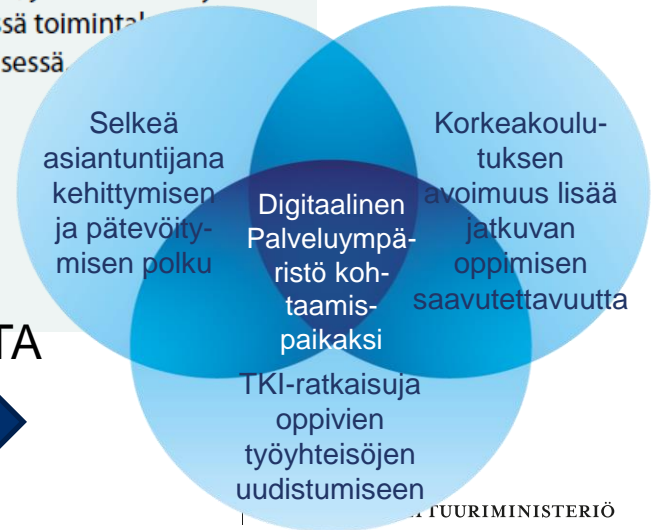 ssä toiminta
sessä
Selkeä
asiantuntijana
kehittymisen
ja pätevöity-
misen polku
Korkeakoulu-
tuksen
avoimuus lisää
jatkuvan
oppimisen
saavutettavuutta
Digitaalinen
Palveluympä-
ristö koh-
taamis-
paikaksi
TA
TKI-ratkaisuja
oppivien
työyhteisöjen
uudistumiseen
TUURIMINISTERIÖ